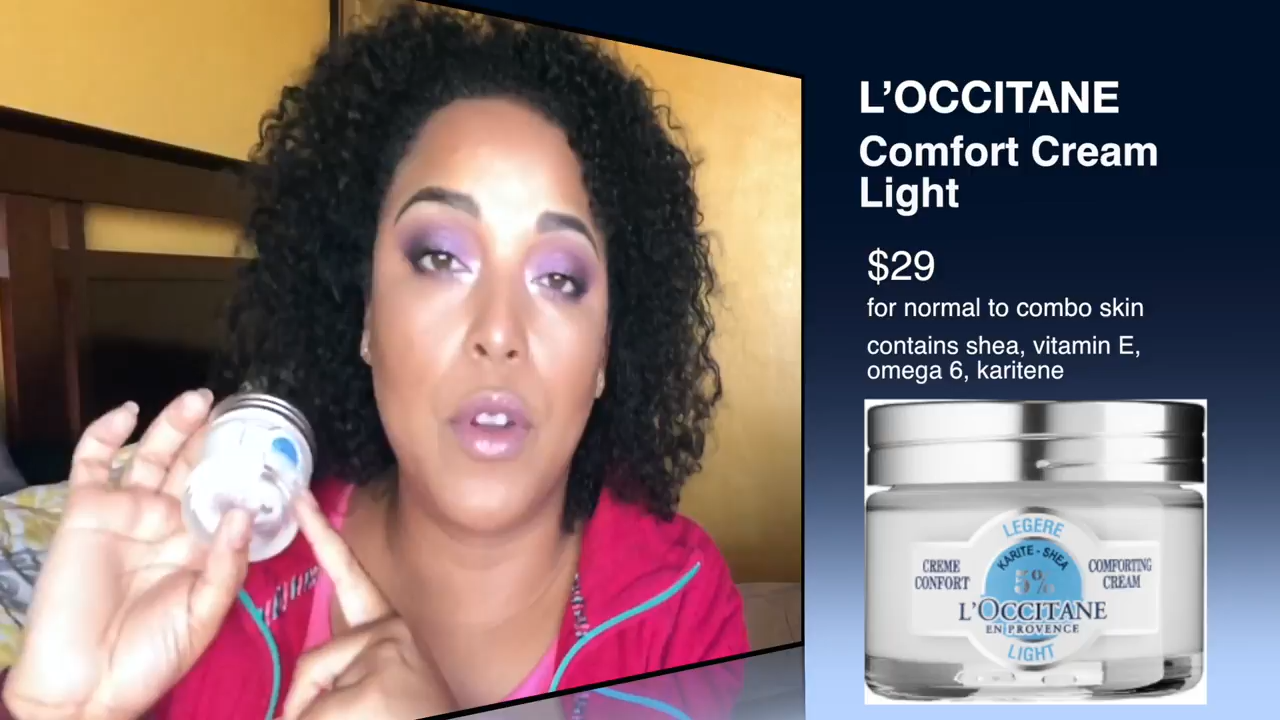 L'OCCITANE
Comfort Cream
Light
$29
for normal to combo skin
contains shea, vitamin E,
omega 6, karitene
LEGERE
KARITE - SHEA
CREME
CONFORT
5%
COMFORTING
CREAM
L'OCCITANE
EN PROVENCE
LIGHT